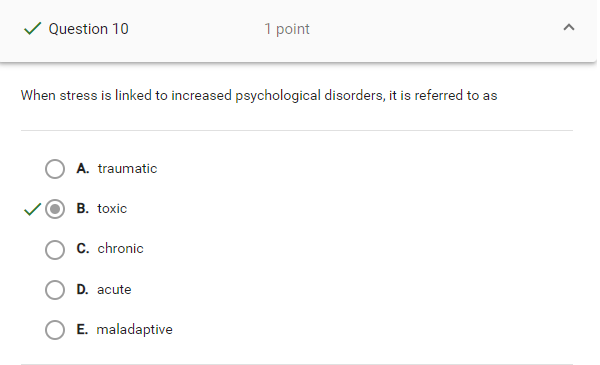 Question 10 1 point
When stress is linked to increased psychological disorders, it is referred to as
A. traumatic
B. toxic
C. chronic
D. acute
E. maladaptive